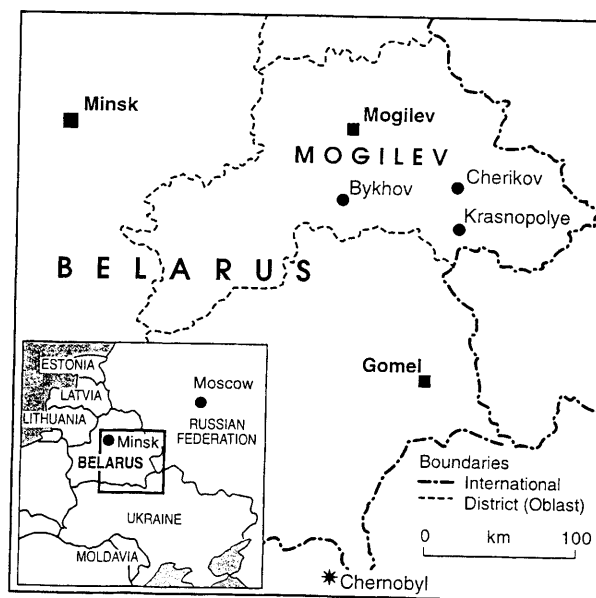 Minsk
Mogilev
MOGILEV
Bykhov
Cherikov
Krasnopolye
BELARUS
Gomel
ESTONIA
LATVIA
LITHUANIA
Moscow
RUSSIAN
FEDERATION
Minsk
BELARUS
UKRAINE
MOLDAVIA
Boundaries
International
District (Oblast)
0 km 100
Chernobyl